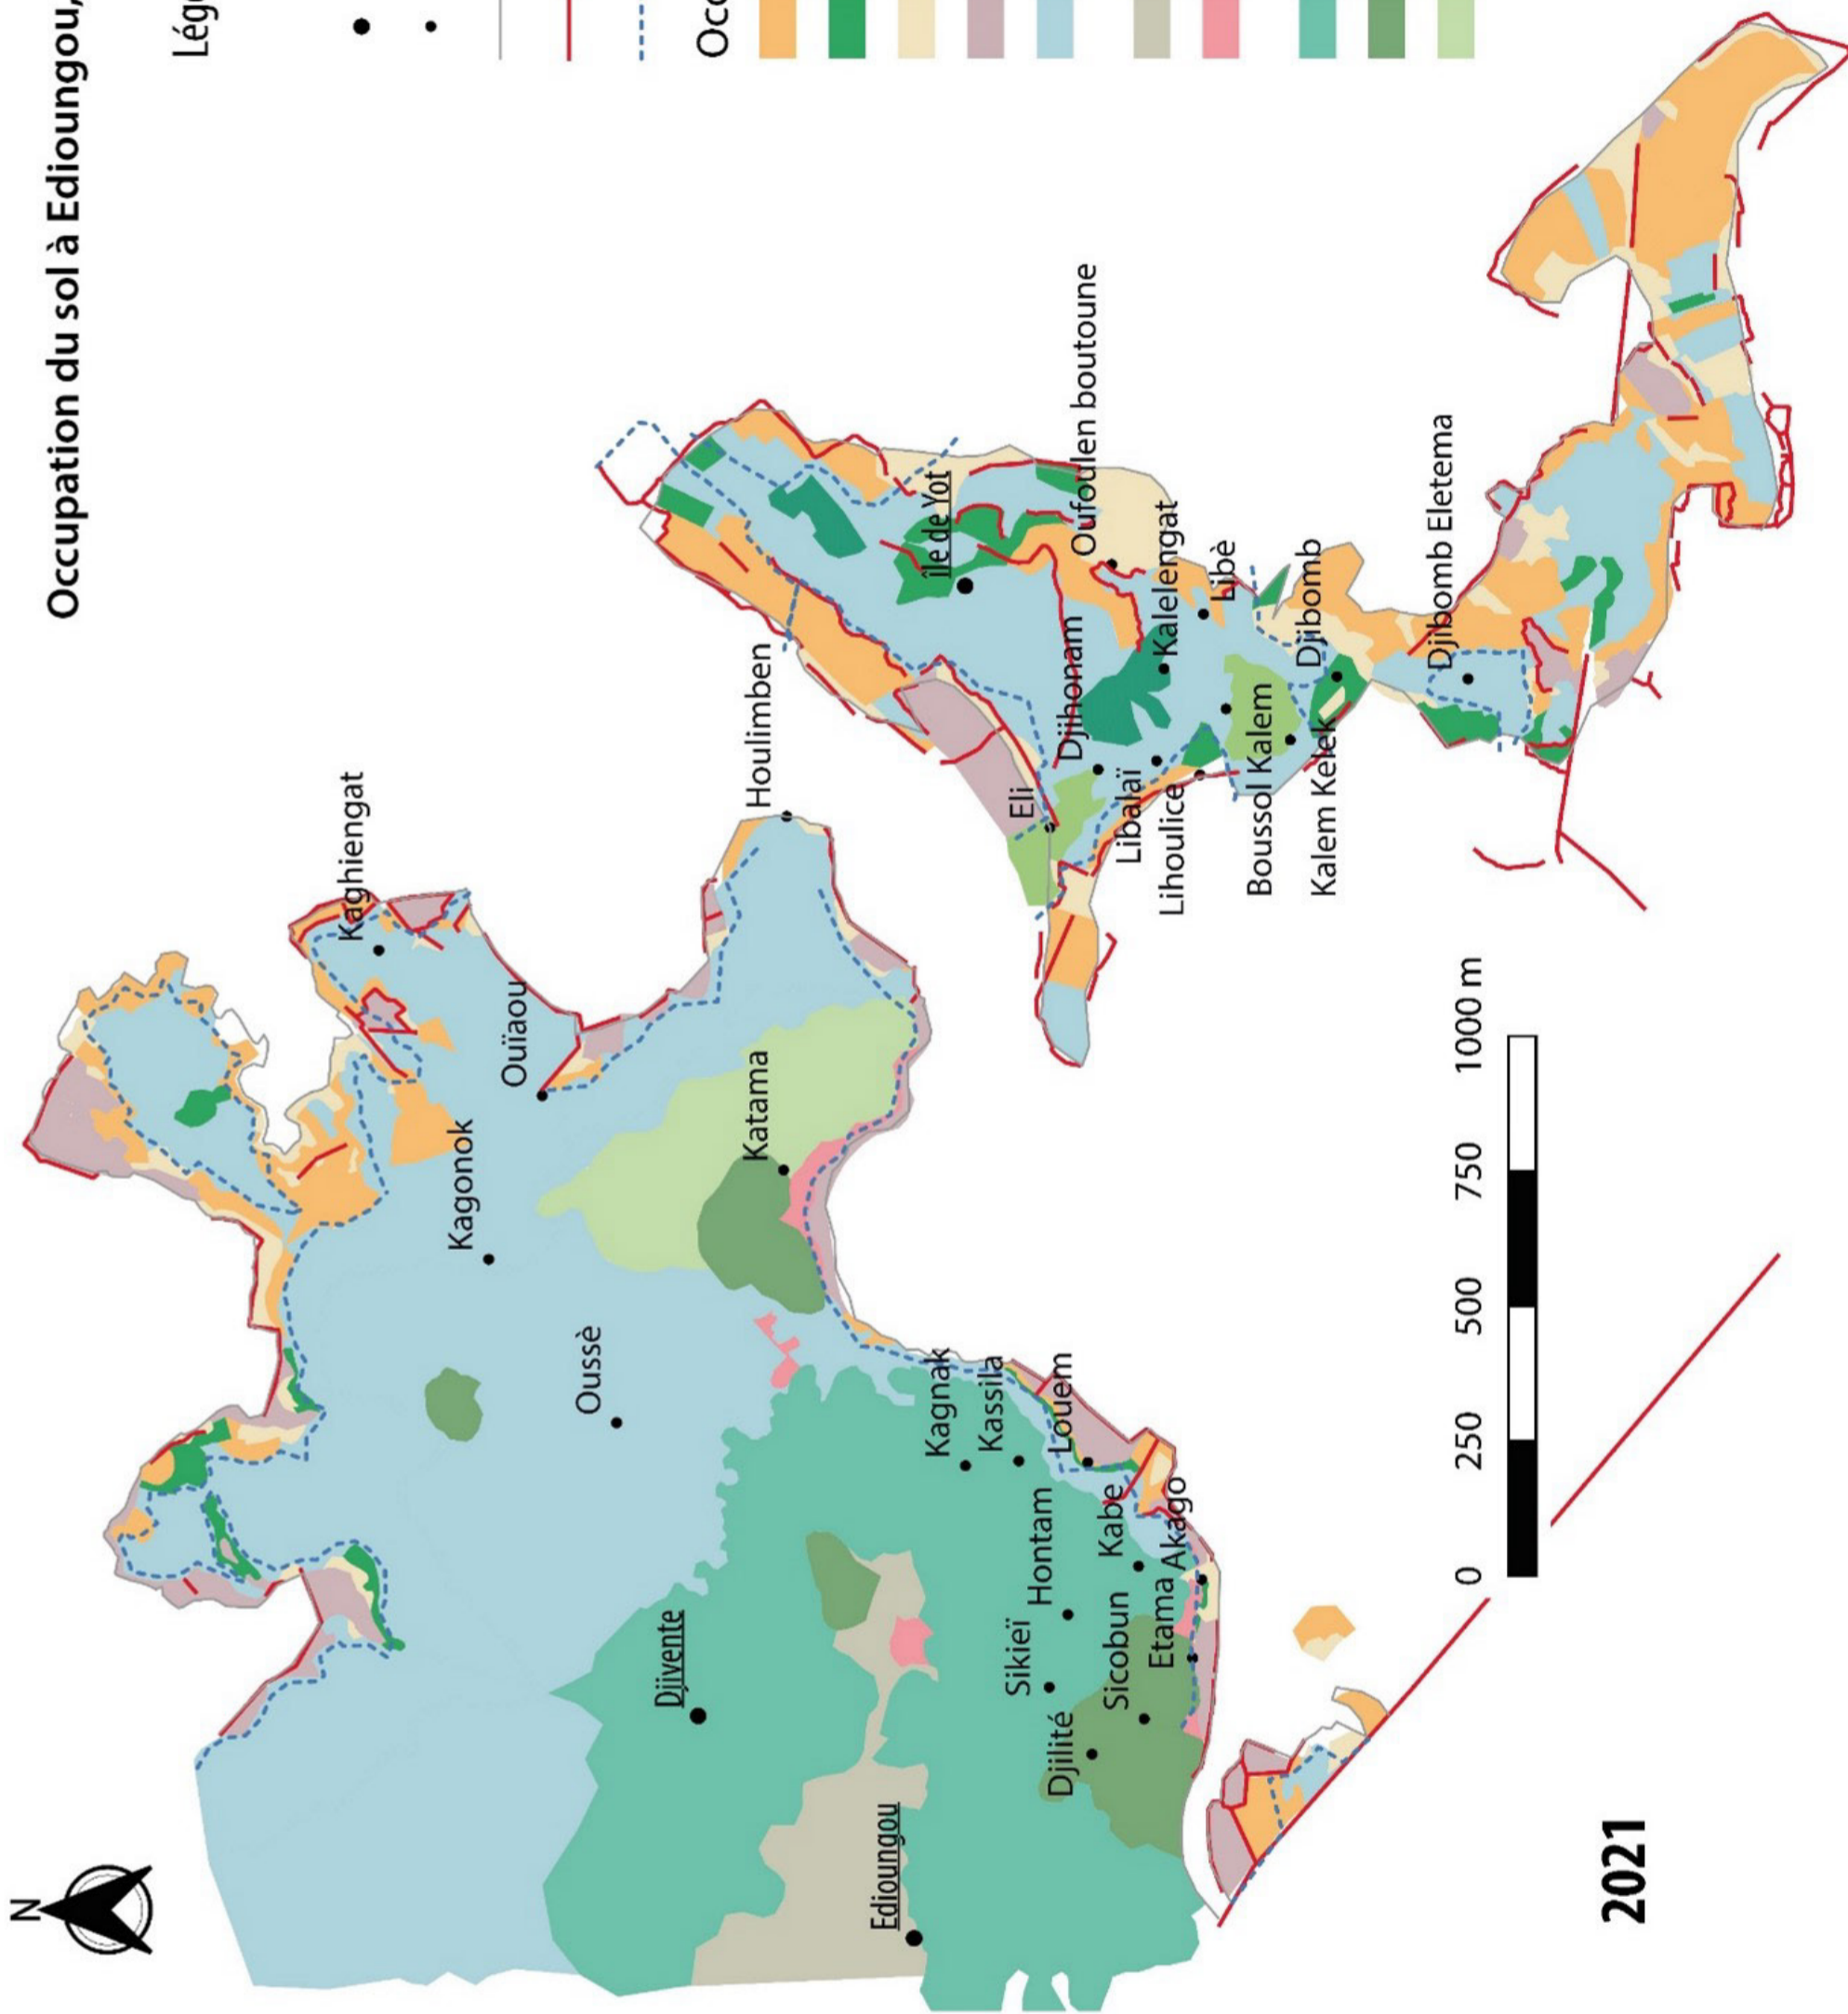 N
Occupation du sol à Edioungou,
Lég
Kaghiengat
Kagonok
Ouïaou
Oussè
Djivente
Occ
Katama
Houlimben
Edioungou
Kagnak
île de Yot
Kassila
Sikieï
Eli
Hontam
Djilité
Louem
Djihonam
Oufoulen boutoune
Kabe
Sicobun
Libalaï
Etama
Akago
Lihoulice
Kalelengat
Libè
Boussol Kalem
Djibomb
Kalem Kelek
Djibomb Eletema
0 250 500 750 1000 m
2021